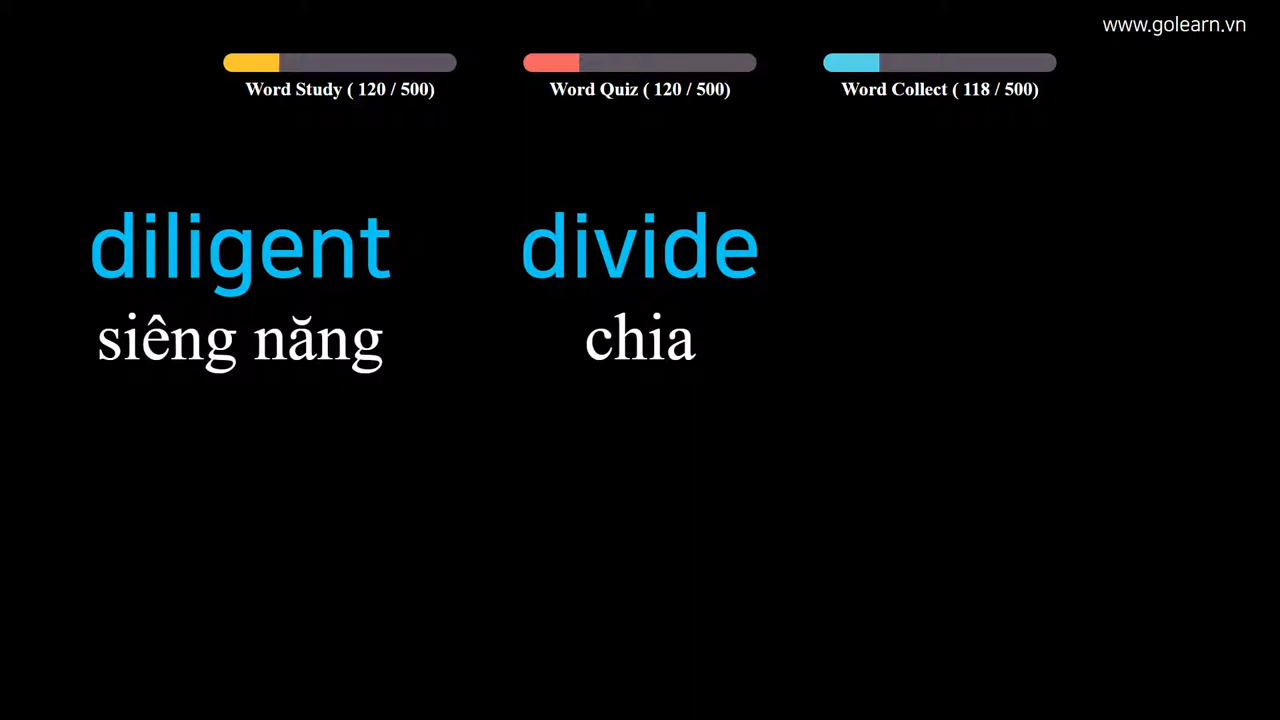 www.golearn.vn
Word Study ( 120 / 500)
Word Quiz ( 120 / 500)
Word Collect ( 118 / 500)
diligent
siêng năng
divide
chia